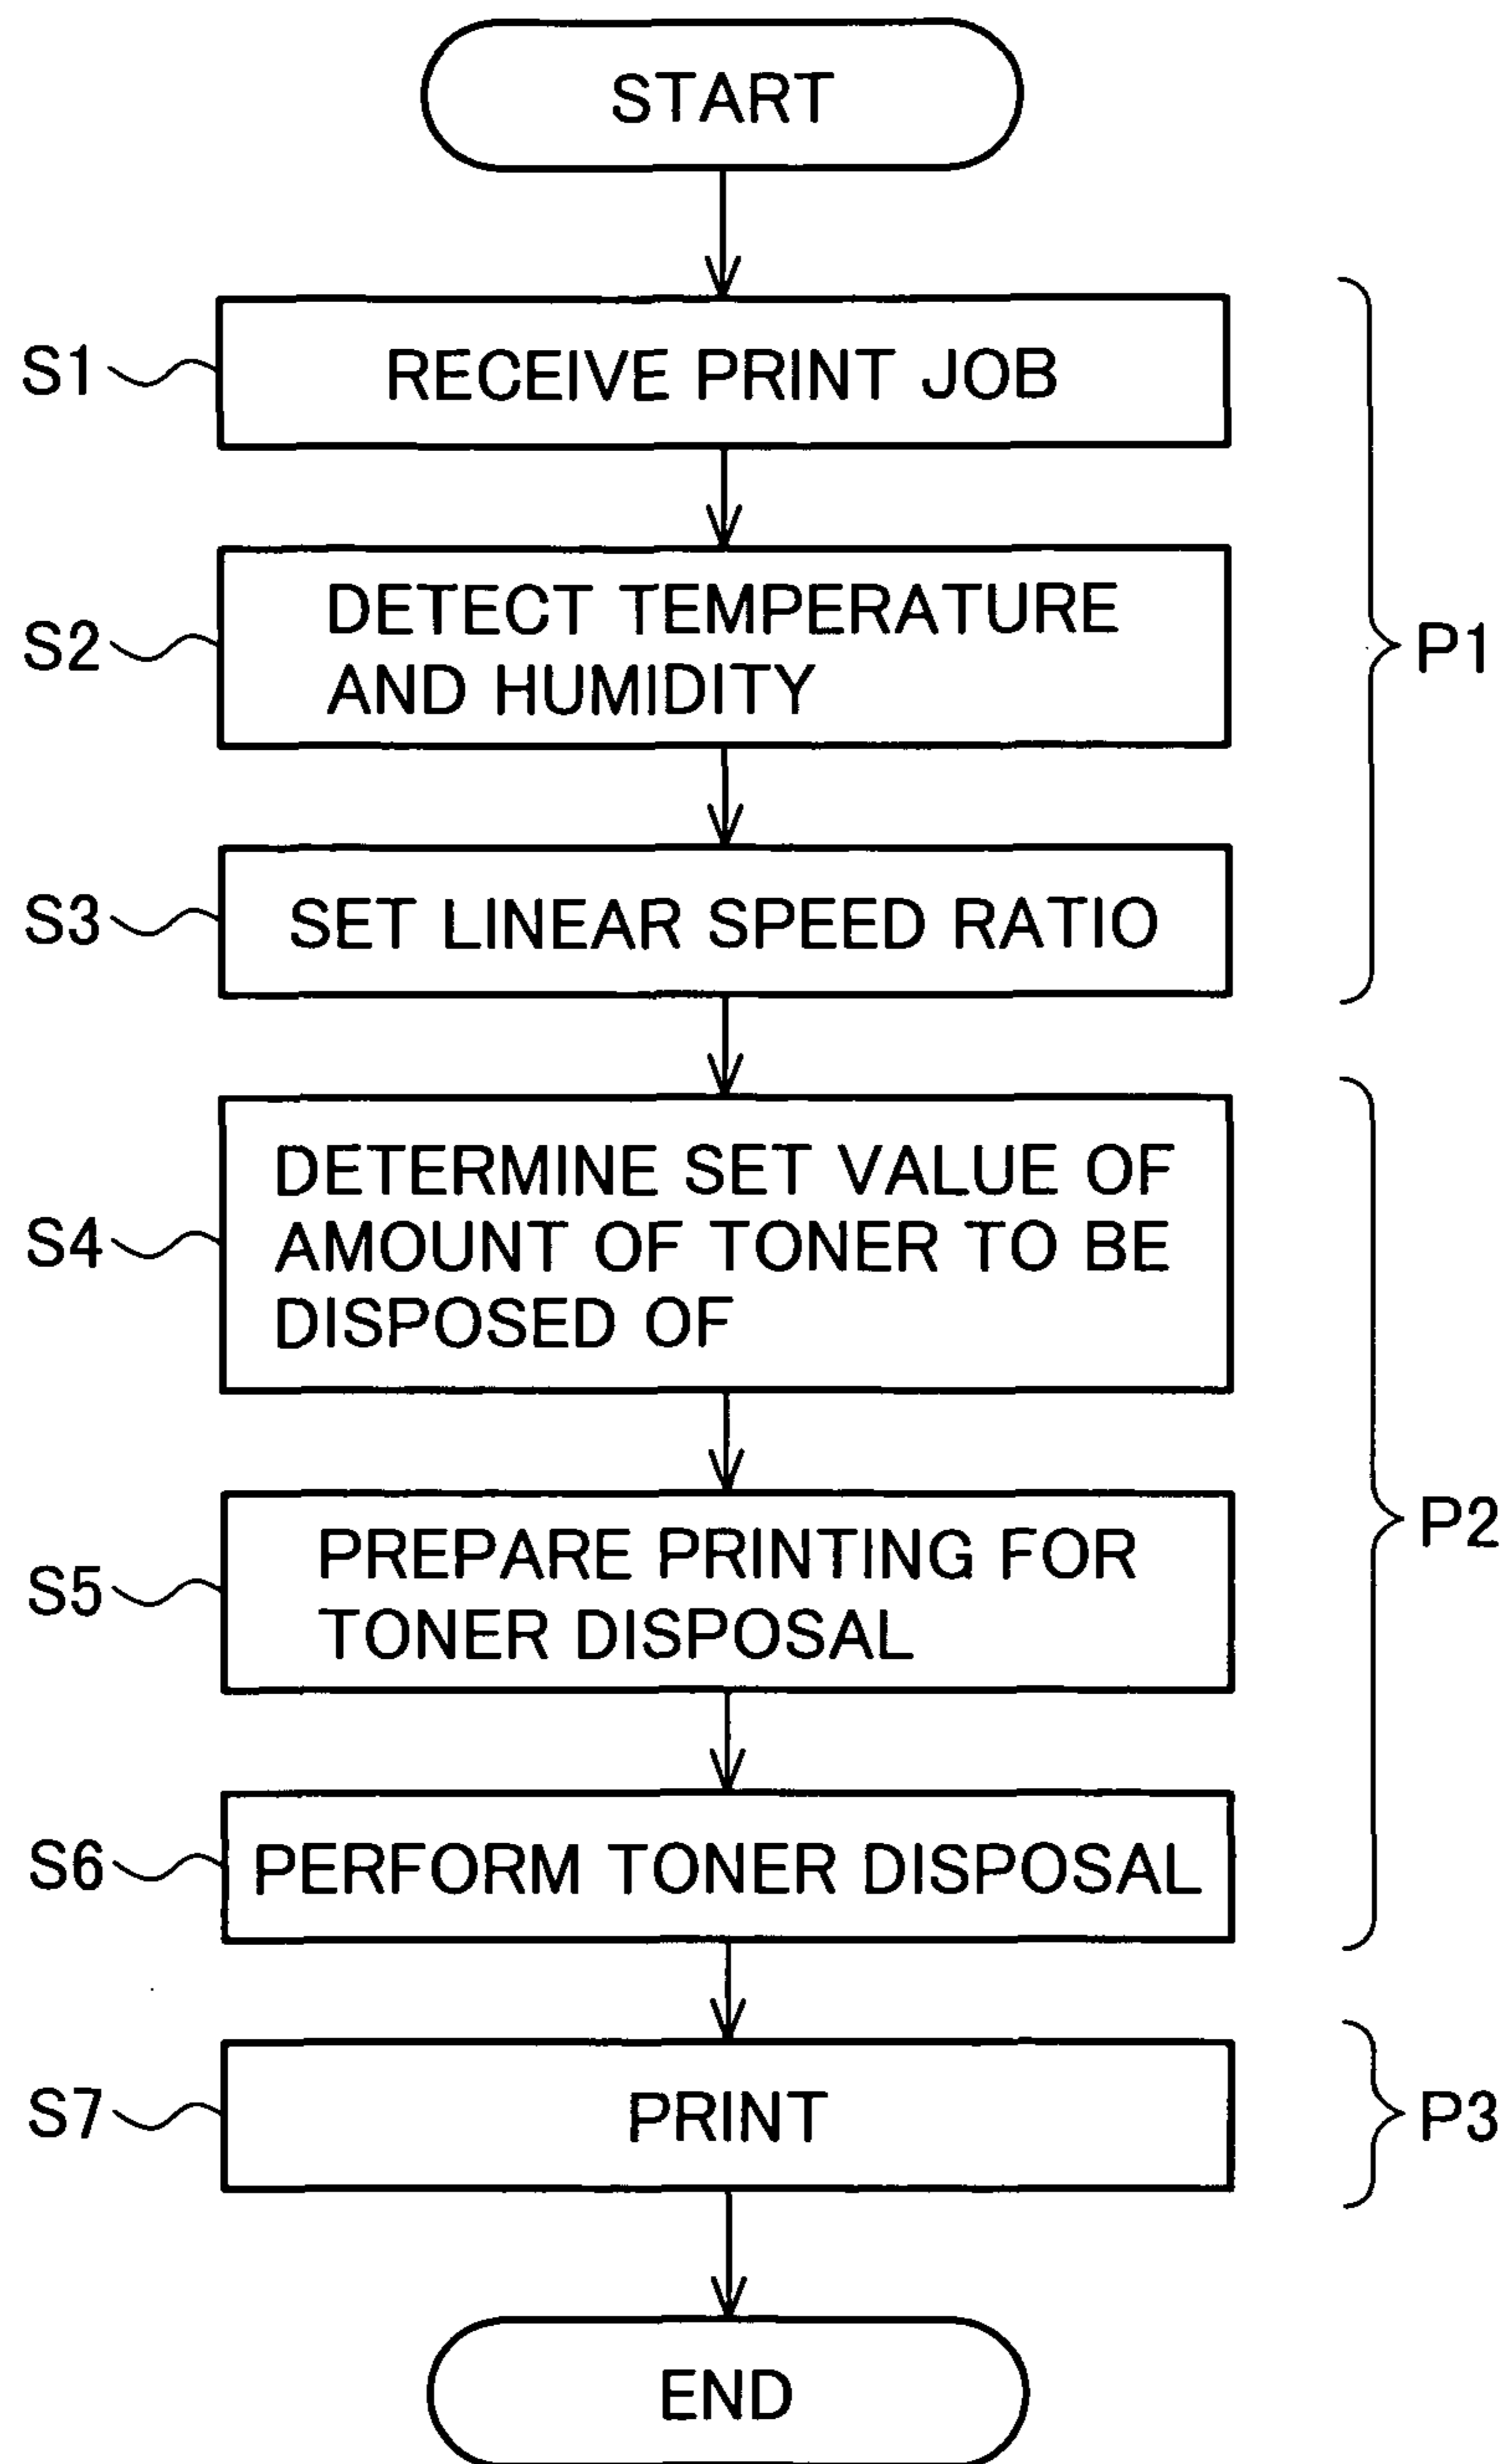 START
S1
RECEIVE PRINT JOB
S2
DETECT TEMPERATURE
AND HUMIDITY
P1
S3
SET LINEAR SPEED RATIO
S4
DETERMINE SET VALUE OF
AMOUNT OF TONER TO BE
DISPOSED OF
S5
PREPARE PRINTING FOR
TONER DISPOSAL
P2
S6
PERFORM TONER DISPOSAL
S7
PRINT
P3
END